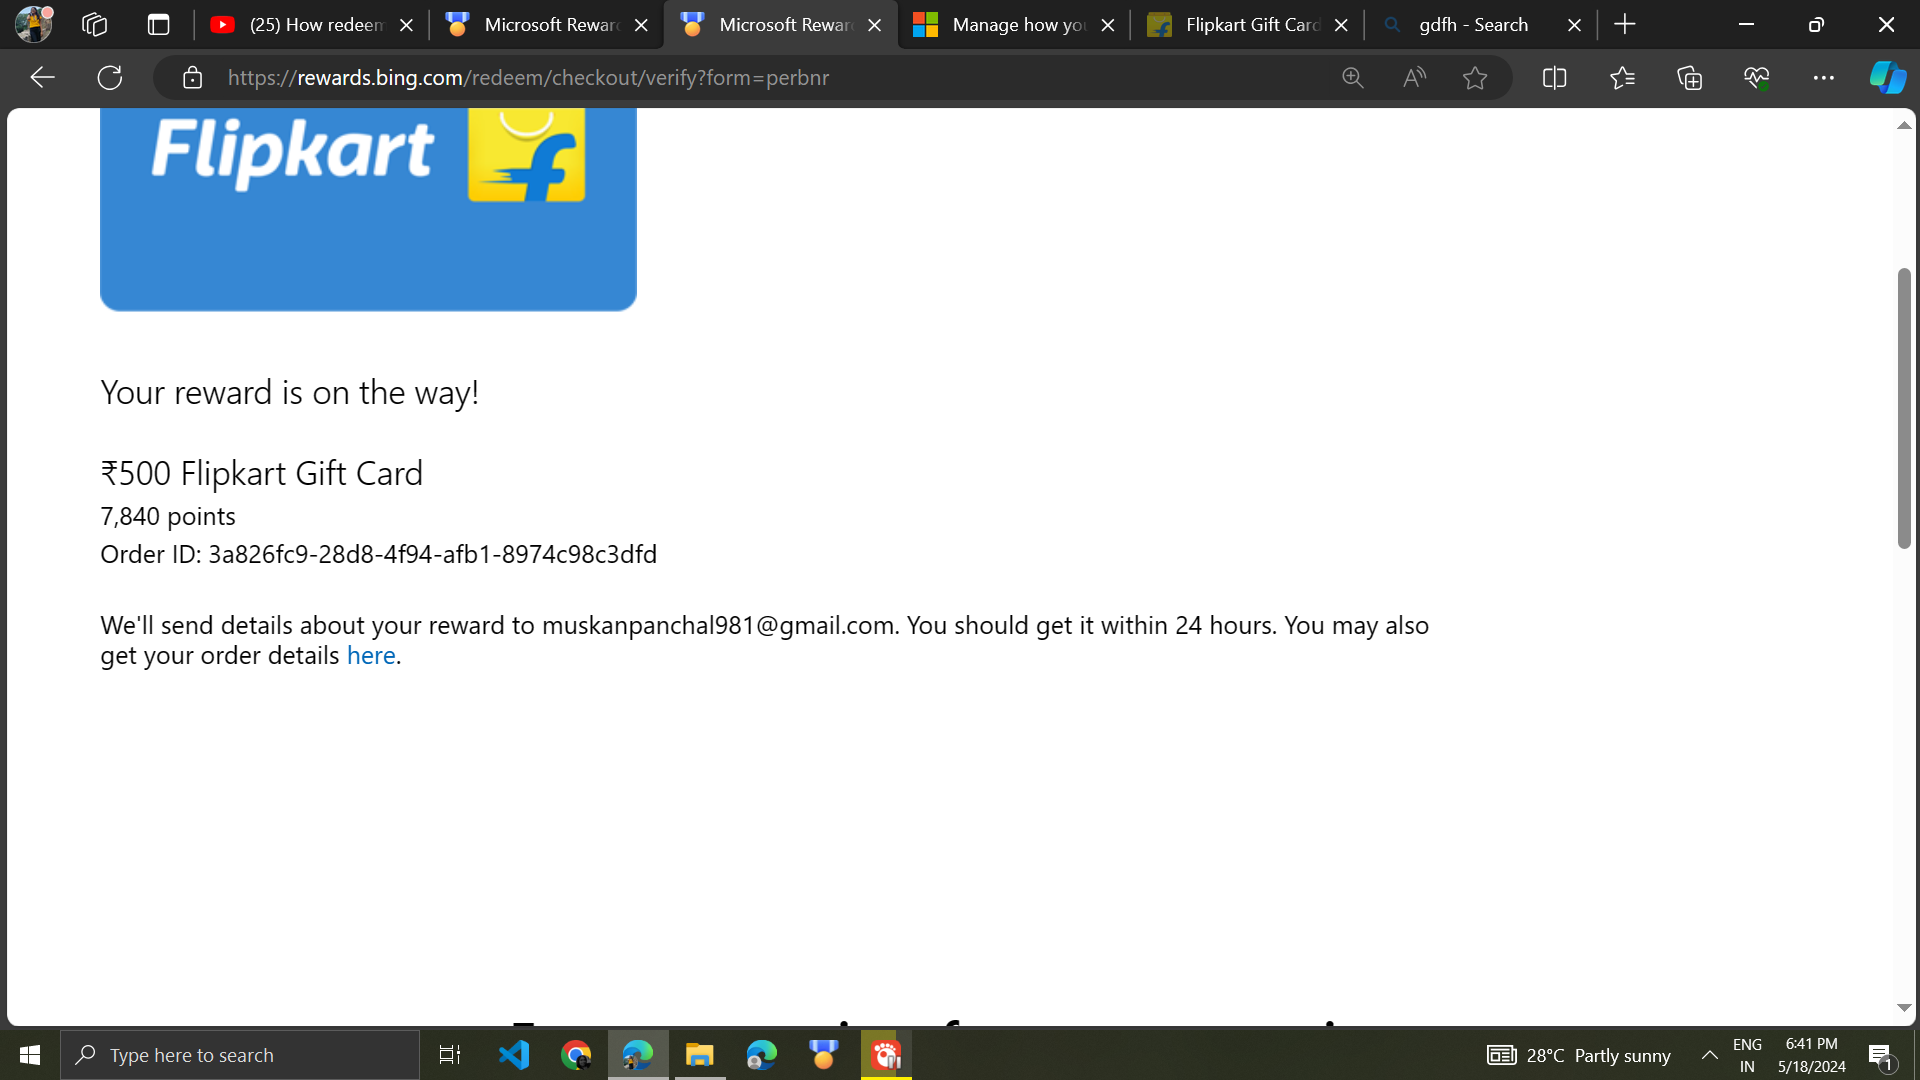 (25) How redeem
Microsoft Rewar
Microsoft Rewar
Manage how you
Flipkart Gift Card
gdfh - Search
https://rewards.bing.com/redeem/checkout/verify?form=perbnr
Flipkart
Your reward is on the way!
₹500 Flipkart Gift Card
7,840 points
Order ID: 3a826fc9-28d8-4f94-afb1-8974c98c3dfd
We'll send details about your reward to muskanpanchal981@gmail.com. You should get it within 24 hours. You may also
get your order details here.
Type here to search
28°C Partly sunny
ENG
IN
6:41 PM
5/18/2024
1